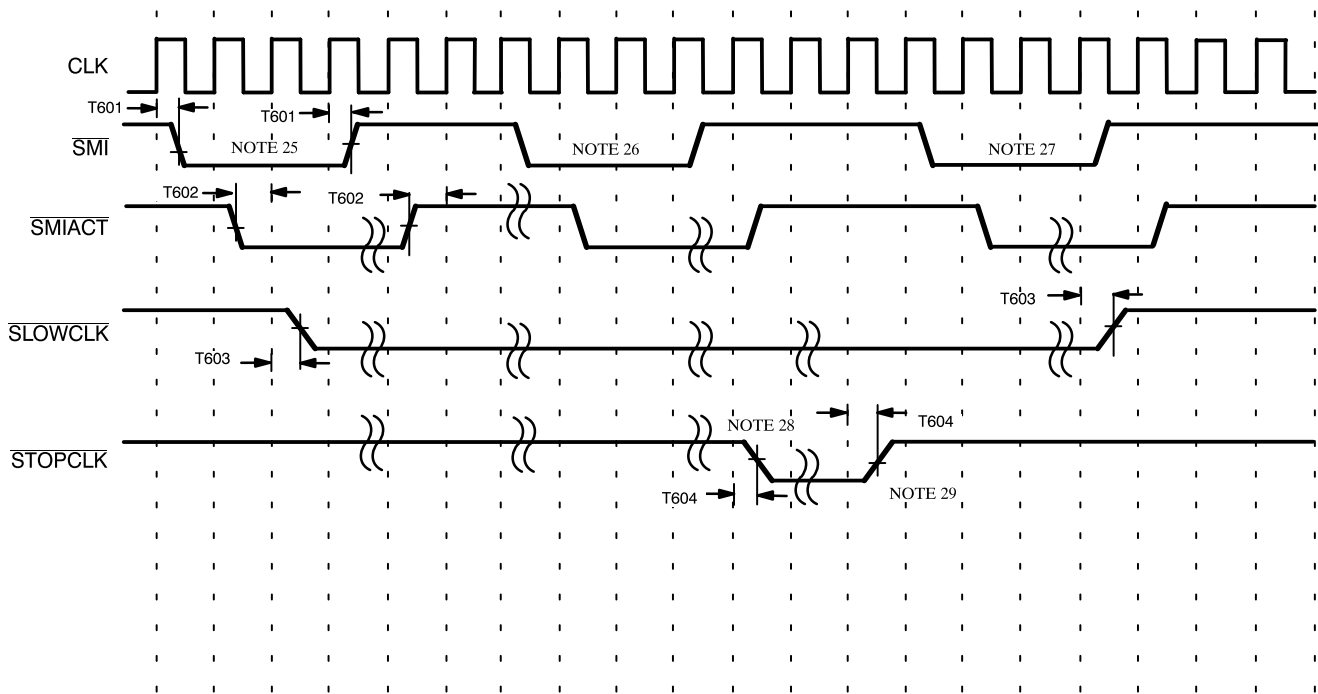 CLK
T601
T601
SMI
NOTE 25
NOTE 26
NOTE 27
T602
T602
SMIACT
T603
SLOWCLK
T603
NOTE 28
T604
STOPCLK
T604
NOTE 29